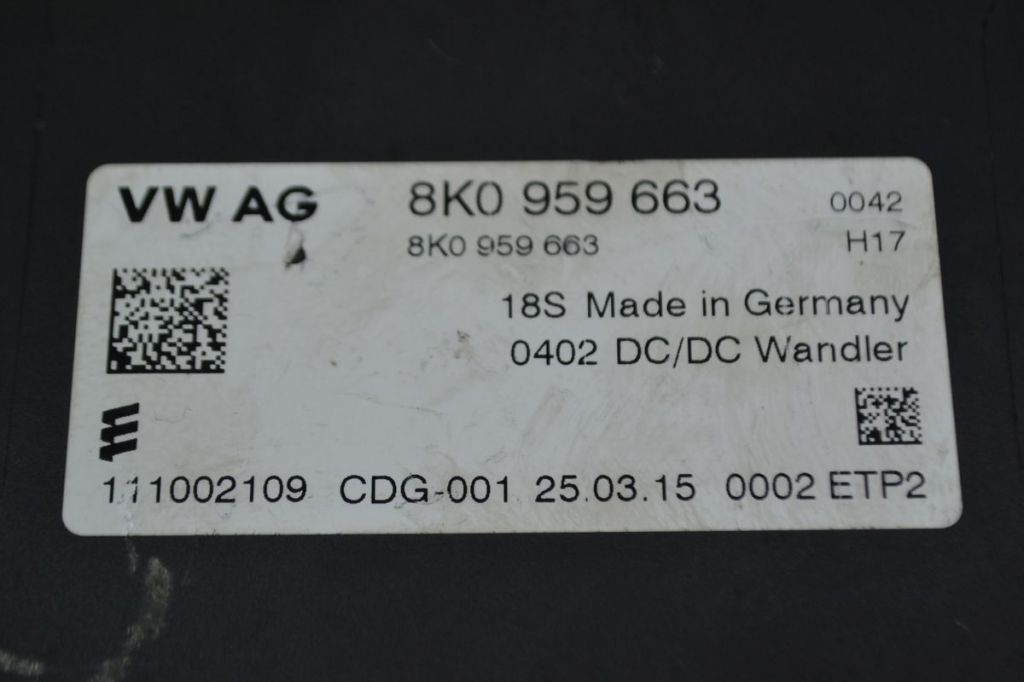 VW AG 8K0 959 663 0042
8K0 959 663 H17
18S Made in Germany
0402 DC/DC Wandler
111002109 CDG-001 25.03.15 0002 ETP2